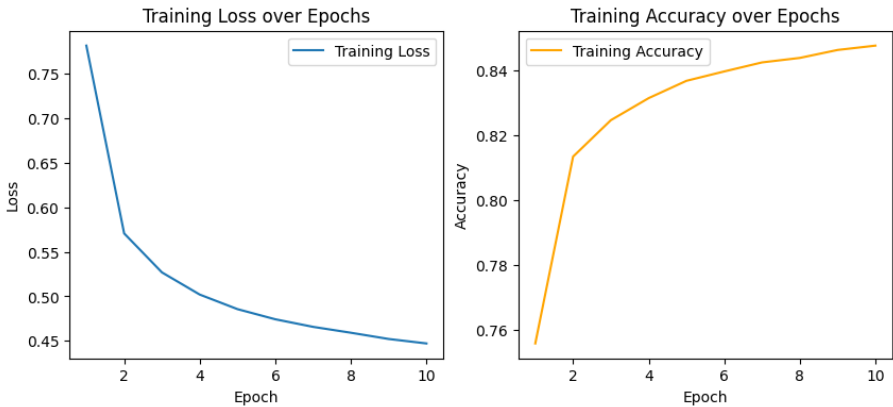 Training Loss over Epochs
Training Loss
0.75
0.70
0.65
0.60
0.55
0.50
0.45
Loss
2
4
6
8
10
Epoch
Training Accuracy over Epochs
Training Accuracy
0.84
0.82
0.80
0.78
0.76
Accuracy
2
4
6
8
10
Epoch